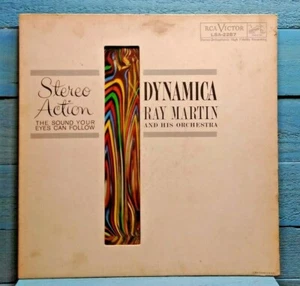 RCA VICTOR
Stereo
Action
THE SOUND YOUR
EYES CAN FOLLOW
DYNAMICA
RAY MARTIN
AND HIS ORCHESTRA